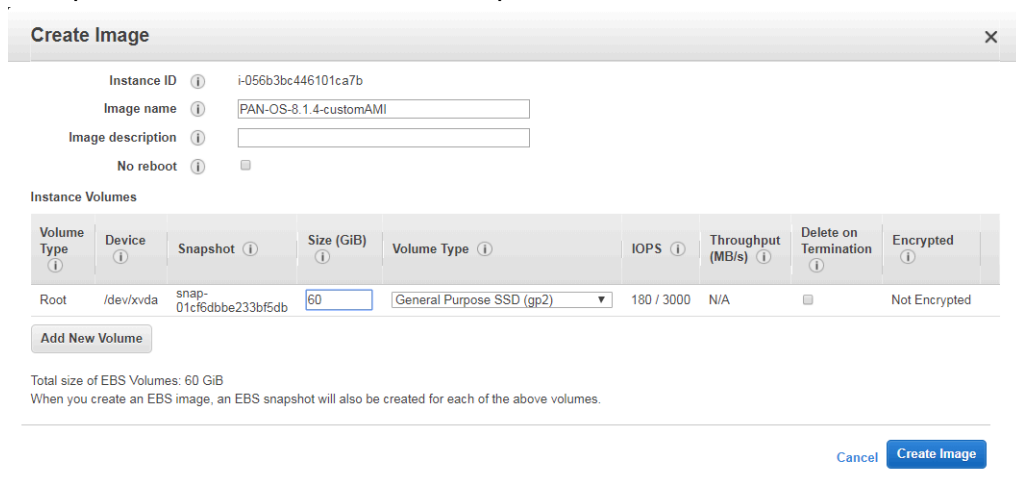 Create Image
Instance ID i-056b3bc446101ca7b
Image name PAN-OS-8.1.4-customAMI
Image description
No reboot
Instance Volumes
Volume Type Device Snapshot Size (GiB) Volume Type IOPS Throughput (MB/s) Delete on Termination Encrypted
Root /dev/xvda snap-01cf6dbbe233bf5db 60 General Purpose SSD (gp2) 180 / 3000 N/A Not Encrypted
Add New Volume
Total size of EBS Volumes: 60 GiB
When you create an EBS image, an EBS snapshot will also be created for each of the above volumes.
Cancel Create Image